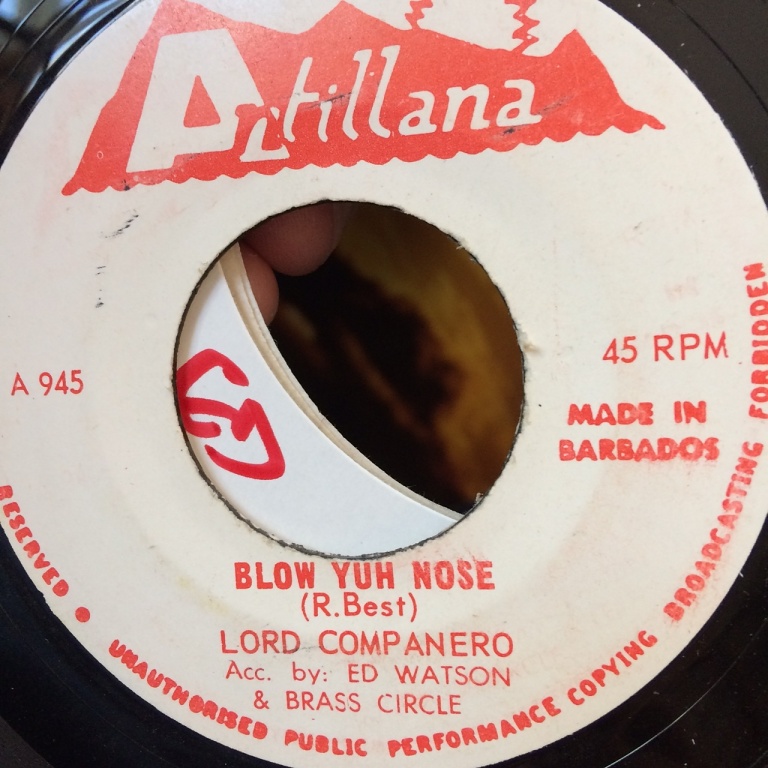 Antillana
A 945
45 RPM
MADE IN
BARBADOS
BLOW YUH NOSE
(R.Best)
LORD COMPANERO
Acc. by: ED WATSON
& BRASS CIRCLE
RESERVED ● UNAUTHORISED PUBLIC PERFORMANCE COPYING BROADCASTING FORBIDDEN